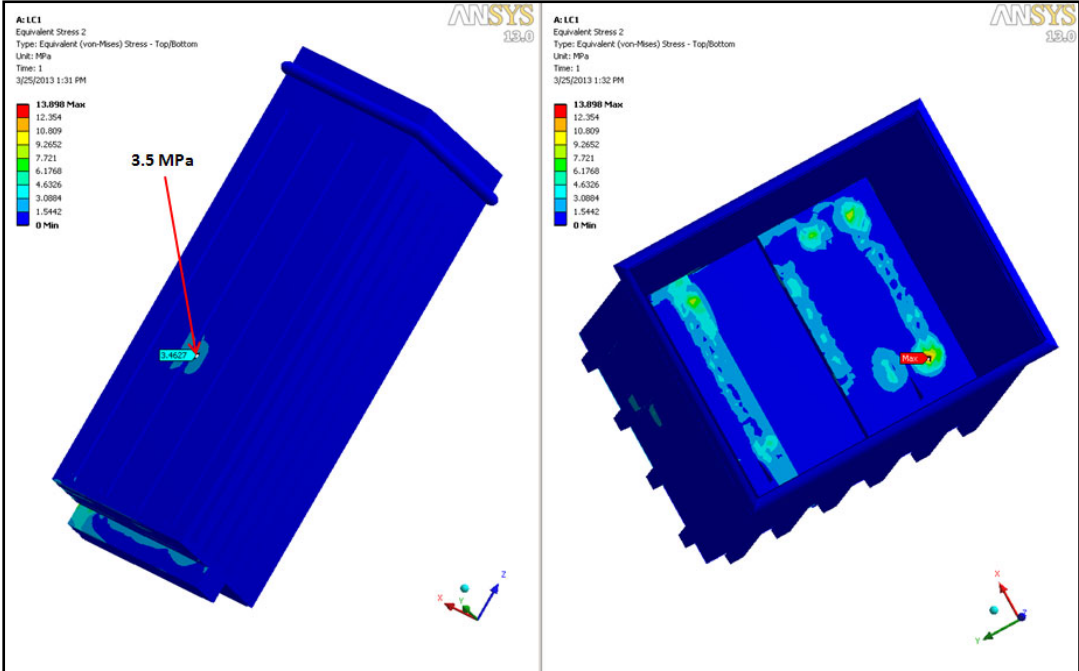 A: LC1
Equivalent Stress 2
Type: Equivalent (von-Mises) Stress - Top/Bottom
Unit: MPa
Time: 1
3/25/2013 1:31 PM
ANSYS
13.0
13.898 Max
12.354
10.809
9.2652
7.721
6.1768
4.6326
3.0884
1.5442
0 Min
3.5 MPa
3.4627
X
Y
Z
A: LC1
Equivalent Stress 2
Type: Equivalent (von-Mises) Stress - Top/Bottom
Unit: MPa
Time: 1
3/25/2013 1:32 PM
ANSYS
13.0
13.898 Max
12.354
10.809
9.2652
7.721
6.1768
4.6326
3.0884
1.5442
0 Min
Max
X
Z
Y